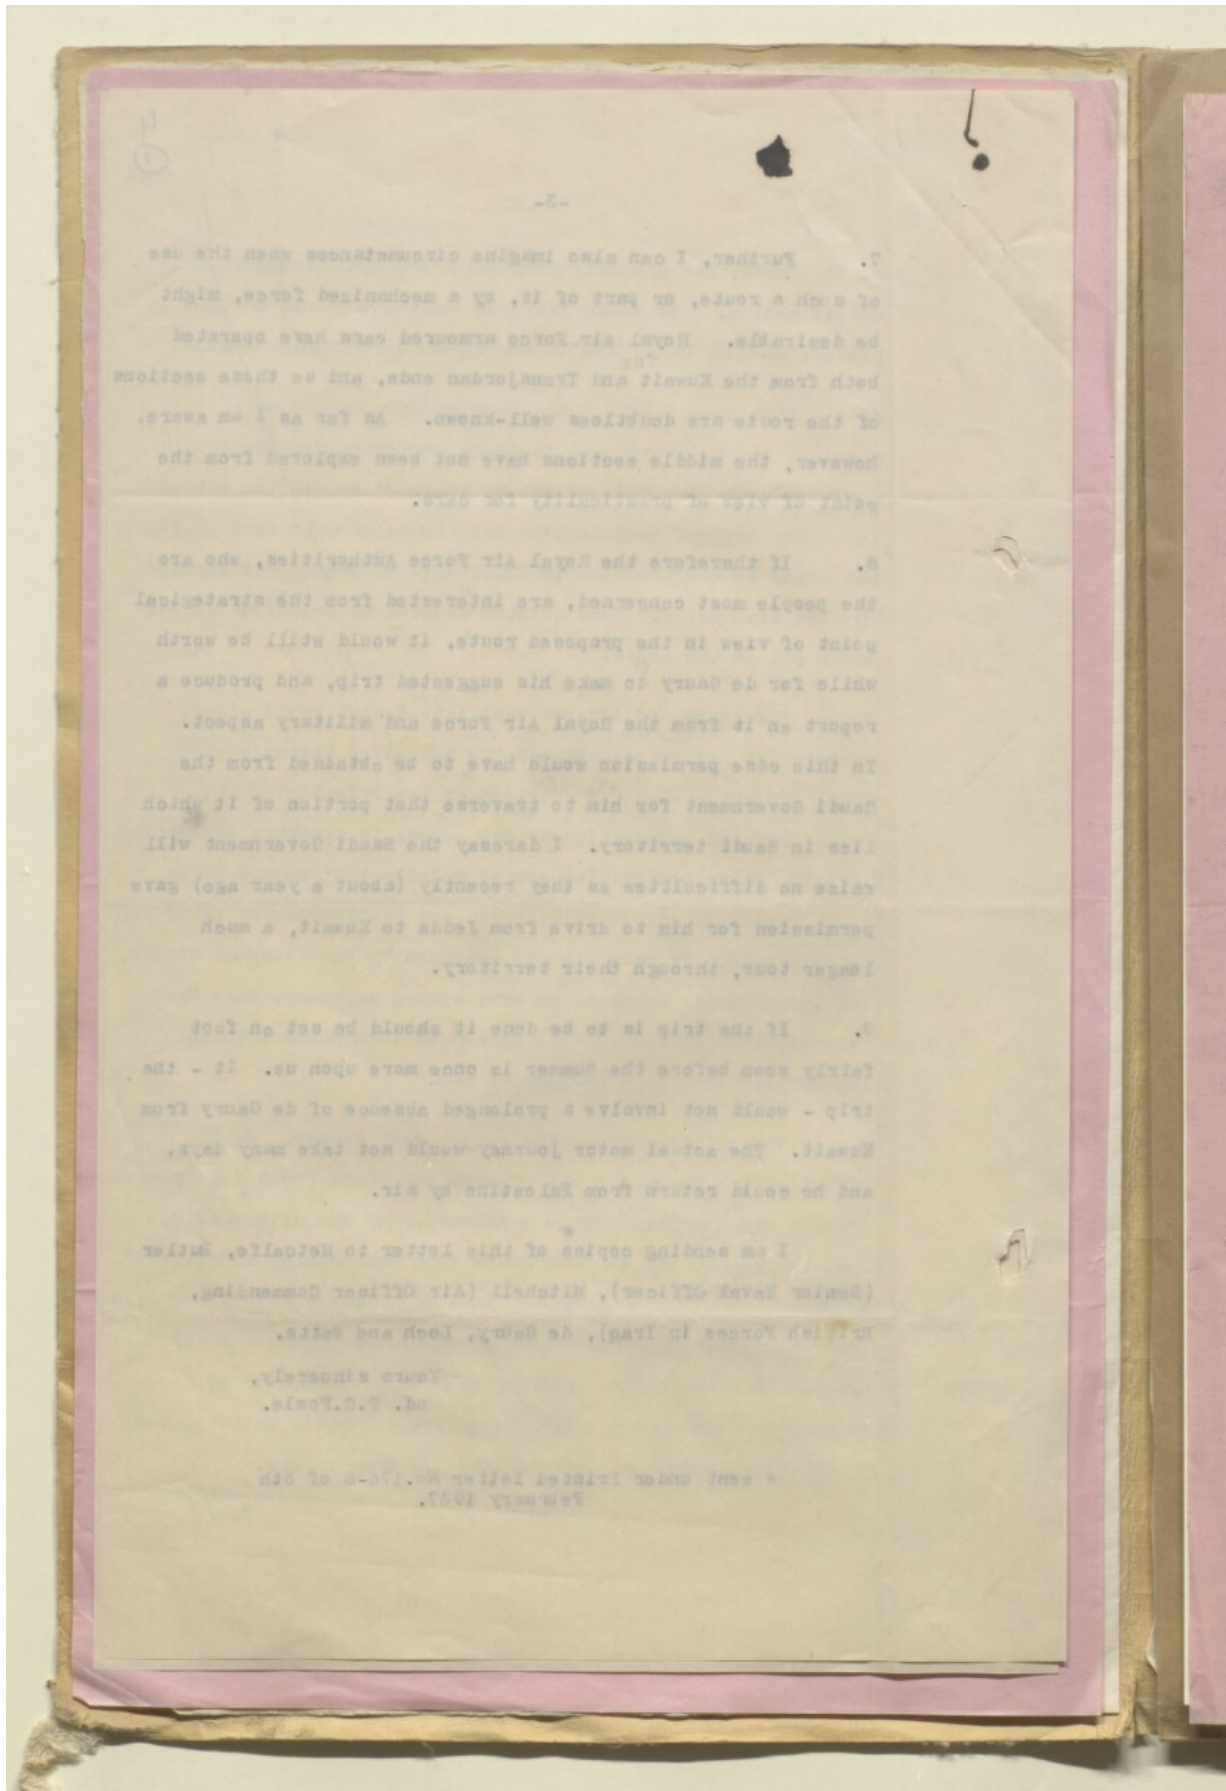 -3-
7. Further, I can also imagine circumstances when the use
of such a route, or part of it, by a mechanized force, might
be desirable. Royal Air Force armoured cars have operated
both from the Kuwait and Transjordan ends, and so these sections
of the route are doubtless well-known. As far as I am aware,
however, the middle sections have not been explored from the
point of view of practicality for cars.
8. If therefore the Royal Air Force Authorities, who are
the people most concerned, are interested from the strategical
point of view in the proposed route, it would still be worth
while for de Gaury to make his suggested trip, and produce a
report on it from the Royal Air Force and military aspect.
In this case permission would have to be obtained from the
Saudi Government for him to traverse that portion of it which
lies in Saudi territory. I daresay the Saudi Government will
raise no difficulties as they recently (about a year ago) gave
permission for him to drive from Jedda to Kuwait, a much
longer tour, through their territory.
9. If the trip is to be done it should be set on foot
fairly soon before the Summer is once more upon us. It - the
trip - would not involve a prolonged absence of de Gaury from
Kuwait. The actual motor journey would not take many days,
and he could return from Palestine by air.
*
I am sending copies of this letter to Metcalfe, Butler
(Senior Naval Officer), Mitchell (Air Officer Commanding,
British Forces in Iraq), de Gaury, Loch and Watts.
Yours sincerely,
sd. T.C.Fowle.
* sent under Printed letter of
February 1937.